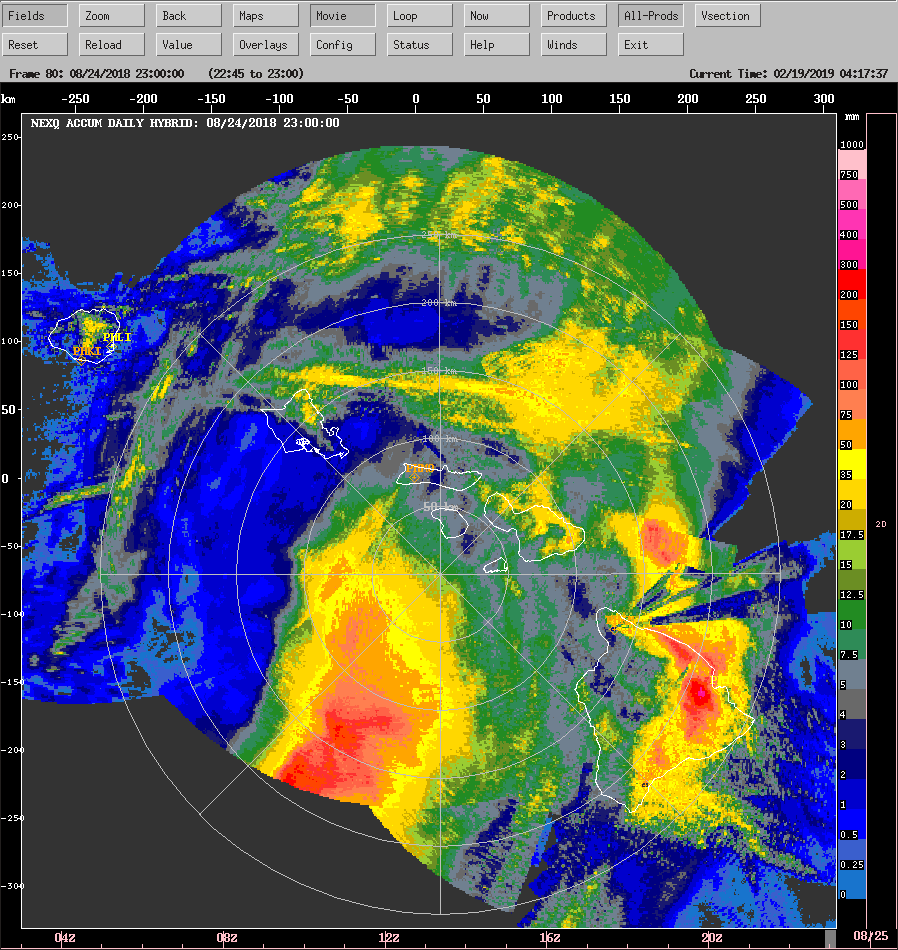 Fields Zoom Back Maps Movie Loop Now Products All-Prods Vsection
Reset Reload Value Overlays Config Status Help Winds Exit
Frame 80: 08/24/2018 23:00:00 (22:45 to 23:00) Current Time: 02/19/2019 04:17:37
km -250 -200 -150 -100 -50 0 50 100 150 200 250 300
NEXQ ACCUM DAILY HYBRID: 08/24/2018 23:00:00
mm
250
1000
750
200
500
250 km
400
150
300
200 km
200
150
100
PHLI
PHKI
125
150 km
100
50
75
100 km
50
0
PHMO
35
50 km
20
2D
-50
17.5
15
12.5
-100
10
7.5
-150
5
4
-200
3
2
-250
1
0.5
0.25
-300
0
04Z 08Z 12Z 16Z 20Z 08/25